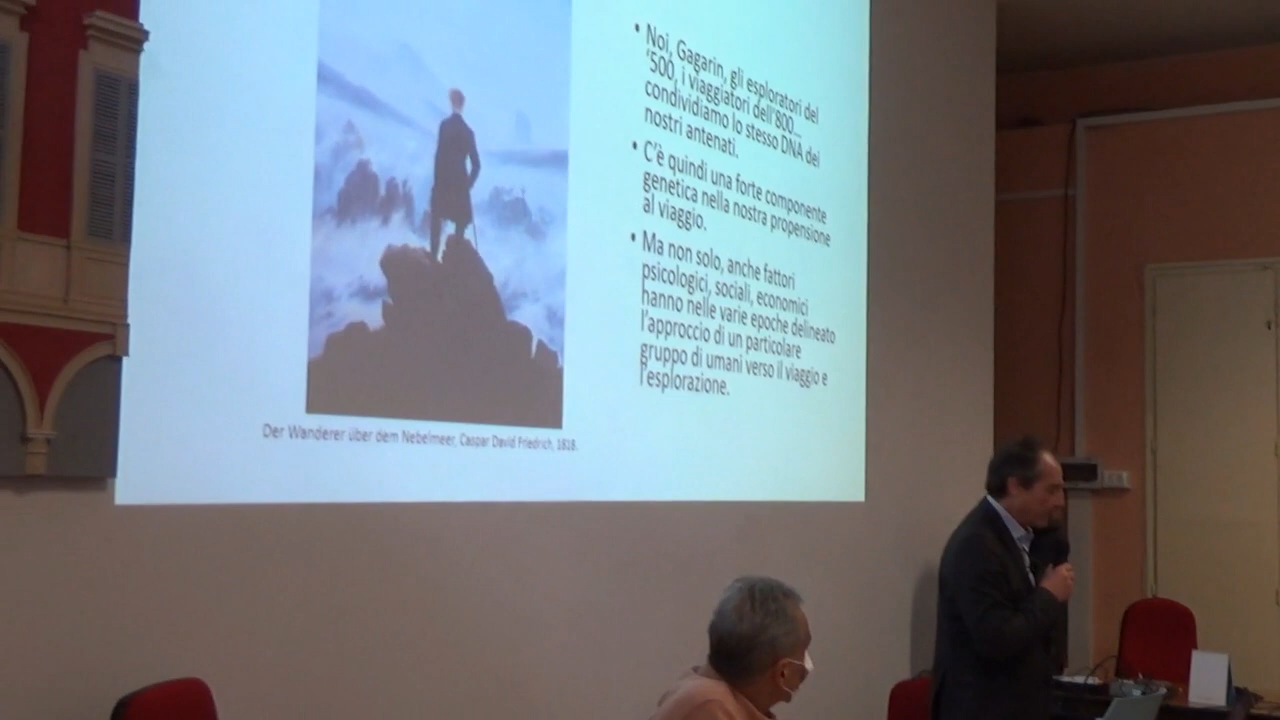 • Noi, Gagarin, gli esploratori del
'500, i viaggiatori dell'800...
condividiamo lo stesso DNA dei
nostri antenati.
• C'è quindi una forte componente
genetica nella nostra propensione
al viaggio.
• Ma non solo, anche fattori
psicologici, sociali, economici
hanno nelle varie epoche delineato
l'approccio di un particolare
gruppo di umani verso il viaggio e
l'esplorazione.
Der Wanderer über dem Nebelmeer, Caspar David Friedrich, 1818.